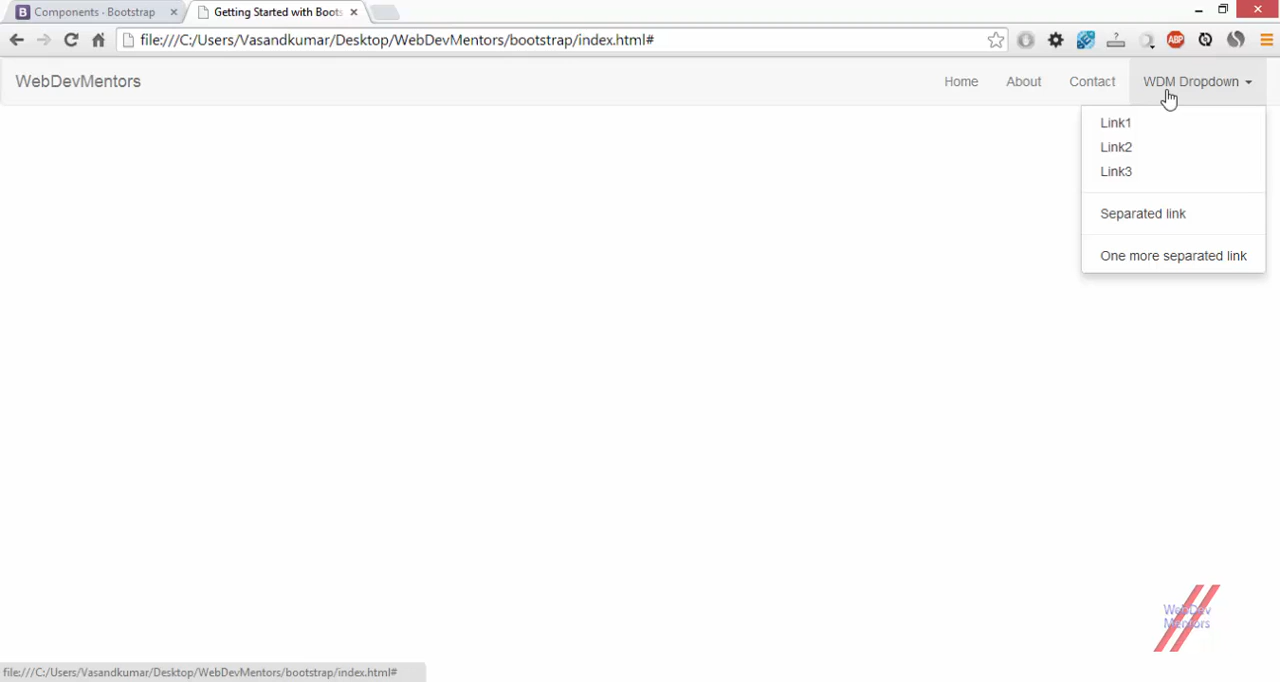 Components · Bootstrap
Getting Started with Boots
file:///C:/Users/Vasandkumar/Desktop/WebDevMentors/bootstrap/index.html#
ABP
WebDevMentors
Home
About
Contact
WDM Dropdown
Link1
Link2
Link3
Separated link
One more separated link
WebDev
Mentors
file:///C:/Users/Vasandkumar/Desktop/WebDevMentors/bootstrap/index.html#